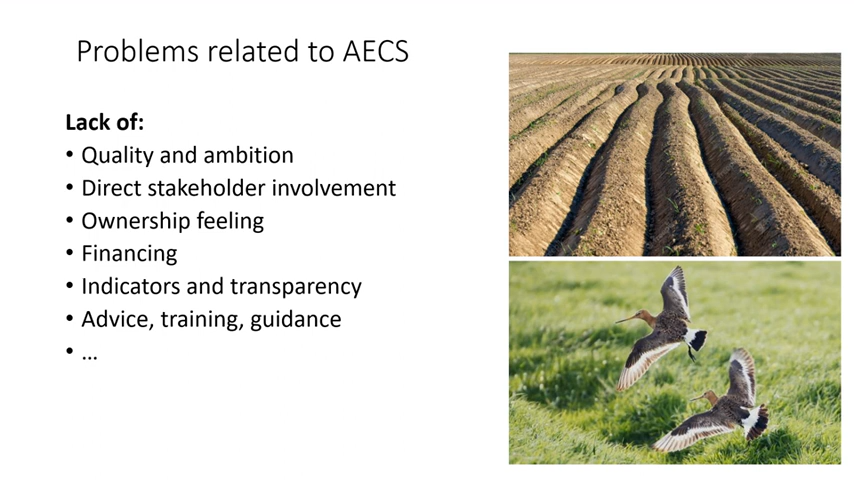 Problems related to AECS
Lack of:
• Quality and ambition
• Direct stakeholder involvement
• Ownership feeling
• Financing
• Indicators and transparency
• Advice, training, guidance
• ...